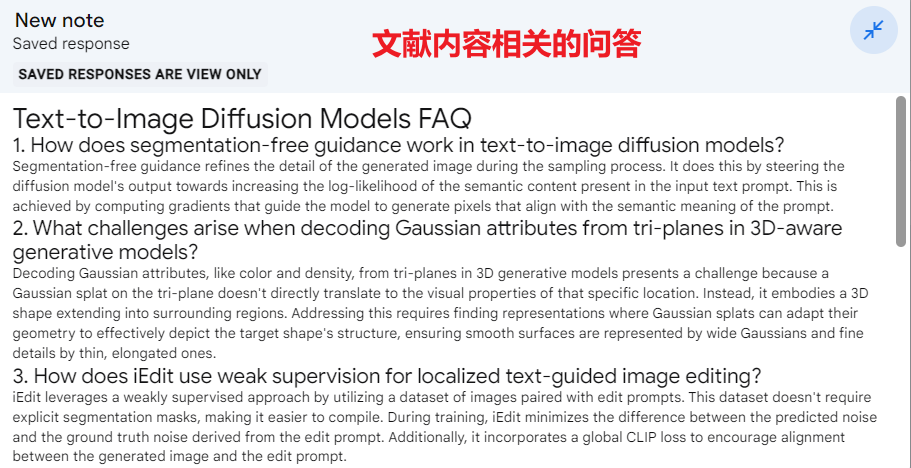 New note
Saved response
文献内容相关的问答
SAVED RESPONSES ARE VIEW ONLY
Text-to-Image Diffusion Models FAQ
1. How does segmentation-free guidance work in text-to-image diffusion models?
Segmentation-free guidance refines the detail of the generated image during the sampling process. It does this by steering the
diffusion model's output towards increasing the log-likelihood of the semantic content present in the input text prompt. This is
achieved by computing gradients that guide the model to generate pixels that align with the semantic meaning of the prompt.
2. What challenges arise when decoding Gaussian attributes from tri-planes in 3D-aware
generative models?
Decoding Gaussian attributes, like color and density, from tri-planes in 3D generative models presents a challenge because a
Gaussian splat on the tri-plane doesn't directly translate to the visual properties of that specific location. Instead, it embodies a 3D
shape extending into surrounding regions. Addressing this requires finding representations where Gaussian splats can adapt their
geometry to effectively depict the target shape's structure, ensuring smooth surfaces are represented by wide Gaussians and fine
details by thin, elongated ones.
3. How does iEdit use weak supervision for localized text-guided image editing?
iEdit leverages a weakly supervised approach by utilizing a dataset of images paired with edit prompts. This dataset doesn't require
explicit segmentation masks, making it easier to compile. During training, iEdit minimizes the difference between the predicted noise
and the ground truth noise derived from the edit prompt. Additionally, it incorporates a global CLIP loss to encourage alignment
between the generated image and the edit prompt.